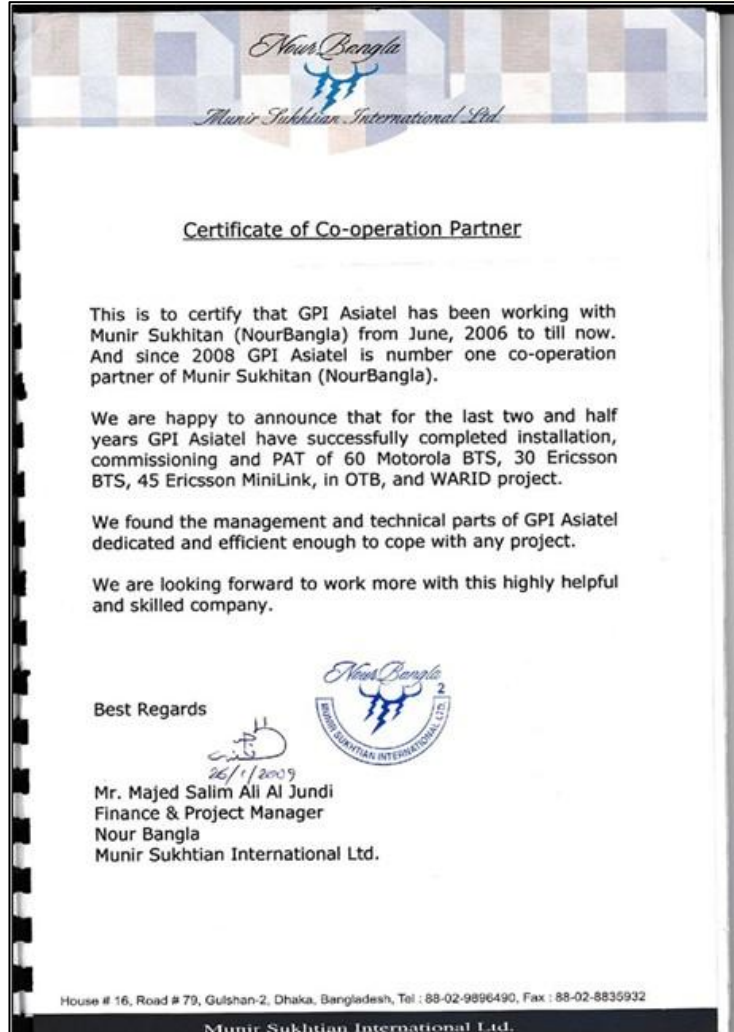 Nour Bangla
Munir Sukhtian International Ltd.
Certificate of Co-operation Partner
This is to certify that GPI Asiatel has been working with
Munir Sukhitan (NourBangla) from June, 2006 to till now.
And since 2008 GPI Asiatel is number one co-operation
partner of Munir Sukhitan (NourBangla).
We are happy to announce that for the last two and half
years GPI Asiatel have successfully completed installation,
commissioning and PAT of 60 Motorola BTS, 30 Ericsson
BTS, 45 Ericsson MiniLink, in OTB, and WARID project.
We found the management and technical parts of GPI Asiatel
dedicated and efficient enough to cope with any project.
We are looking forward to work more with this highly helpful
and skilled company.
Nour Bangla
2
MUNIR SUKHTIAN INTERNATIONAL LTD.
Best Regards
26/1/2009
Mr. Majed Salim Ali Al Jundi
Finance & Project Manager
Nour Bangla
Munir Sukhtian International Ltd.
House # 16, Road # 79, Gulshan-2, Dhaka, Bangladesh, Tel : 88-02-9896490, Fax : 88-02-8835932
Munir Sukhtian International Ltd.